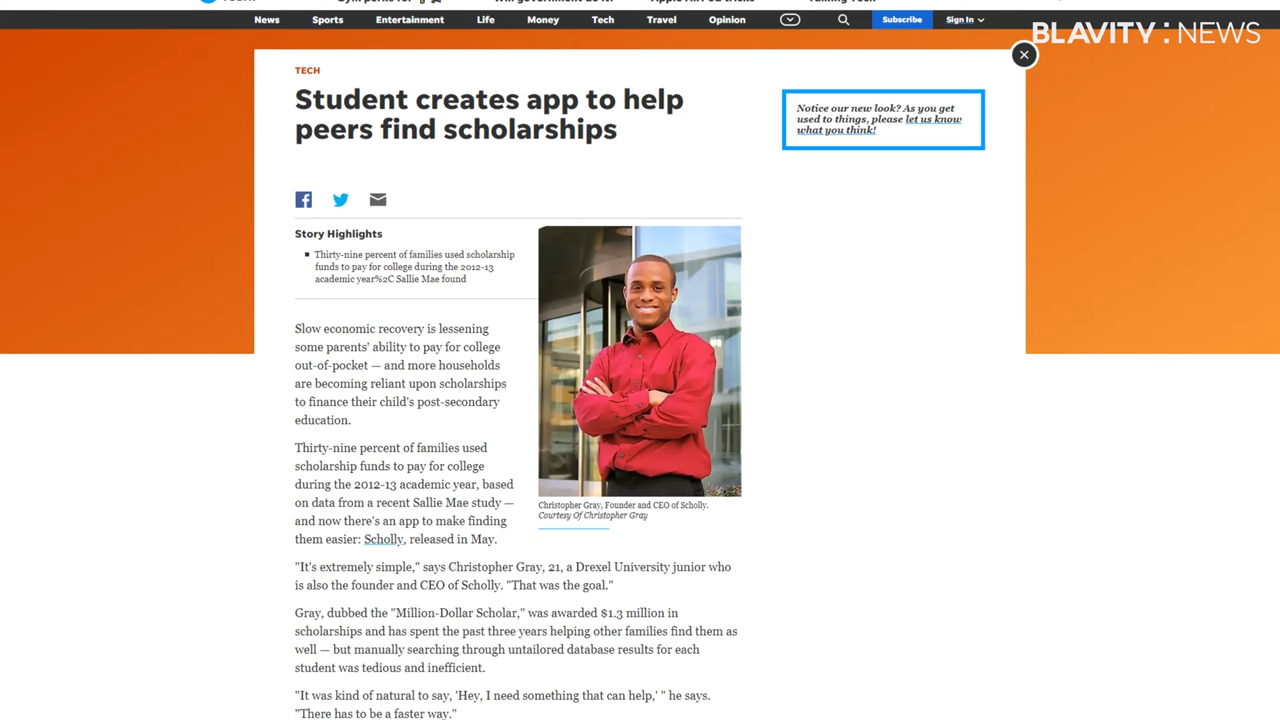 News Sports Entertainment Life Money Tech Travel Opinion Subscribe Sign In
BLAVITY : NEWS
TECH
Student creates app to help
peers find scholarships
Notice our new look? As you get
used to things, please let us know
what you think!
Story Highlights
Thirty-nine percent of families used scholarship
funds to pay for college during the 2012-13
academic year%2C Sallie Mae found
Slow economic recovery is lessening
some parents' ability to pay for college
out-of-pocket — and more households
are becoming reliant upon scholarships
to finance their child's post-secondary
education.
Thirty-nine percent of families used
scholarship funds to pay for college
during the 2012-13 academic year, based
on data from a recent Sallie Mae study —
and now there's an app to make finding
them easier: Scholly, released in May.
Christopher Gray, Founder and CEO of Scholly.
Courtesy Of Christopher Gray
"It's extremely simple," says Christopher Gray, 21, a Drexel University junior who
is also the founder and CEO of Scholly. "That was the goal."
Gray, dubbed the "Million-Dollar Scholar," was awarded $1.3 million in
scholarships and has spent the past three years helping other families find them as
well — but manually searching through untailored database results for each
student was tedious and inefficient.
"It was kind of natural to say, 'Hey, I need something that can help,' " he says.
"There has to be a faster way."